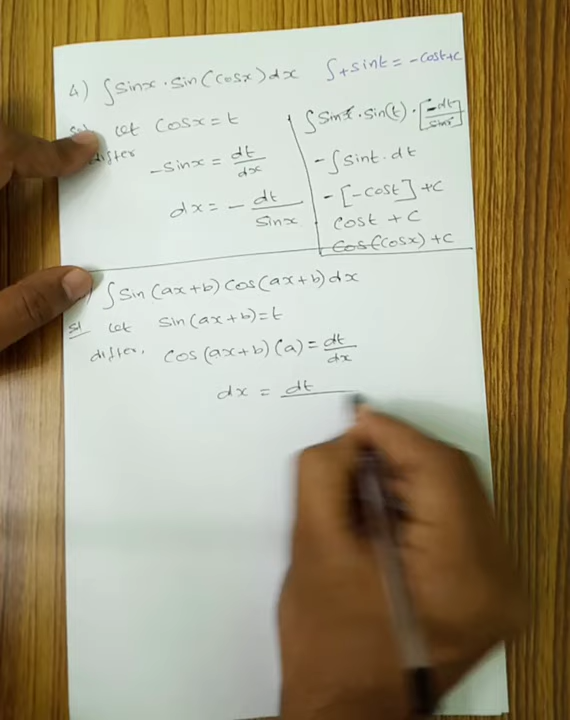 4) ∫sinx·sin(cosx)dx ∫+sint = -cost+c
let cosx=t
differ
-sinx = dt/dx
dx = - dt/sinx
∫sinx·sin(t)·[-dt/sinx]
-∫sint·dt
-[-cost]+c
cost+c
cos(cosx)+c
) ∫sin(ax+b)cos(ax+b)dx
sol let sin(ax+b)=t
differ. cos(ax+b)(a)=dt/dx
dx = dt